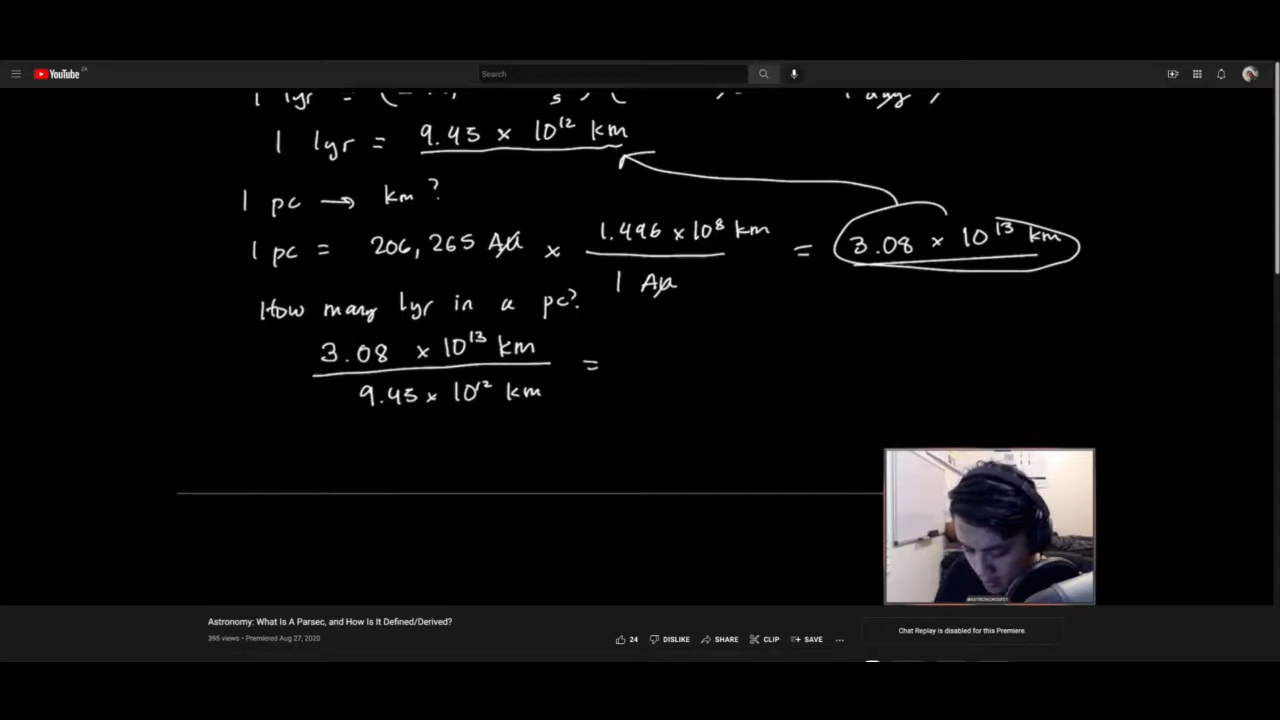 YouTube ZA
Search
1 lyr =
1 lyr = 9.45 × 10¹² km
1 pc → km ?
1 pc = 206,265 AU × 1.496 × 10⁸ km / 1 AU = 3.08 × 10¹³ km
How many lyr in a pc?
3.08 × 10¹³ km
9.45 × 10¹² km
=
Astronomy: What Is A Parsec, and How Is It Defined/Derived?
395 views • Premiered Aug 27, 2020
24 DISLIKE SHARE CLIP SAVE ...
Chat Replay is disabled for this Premiere.